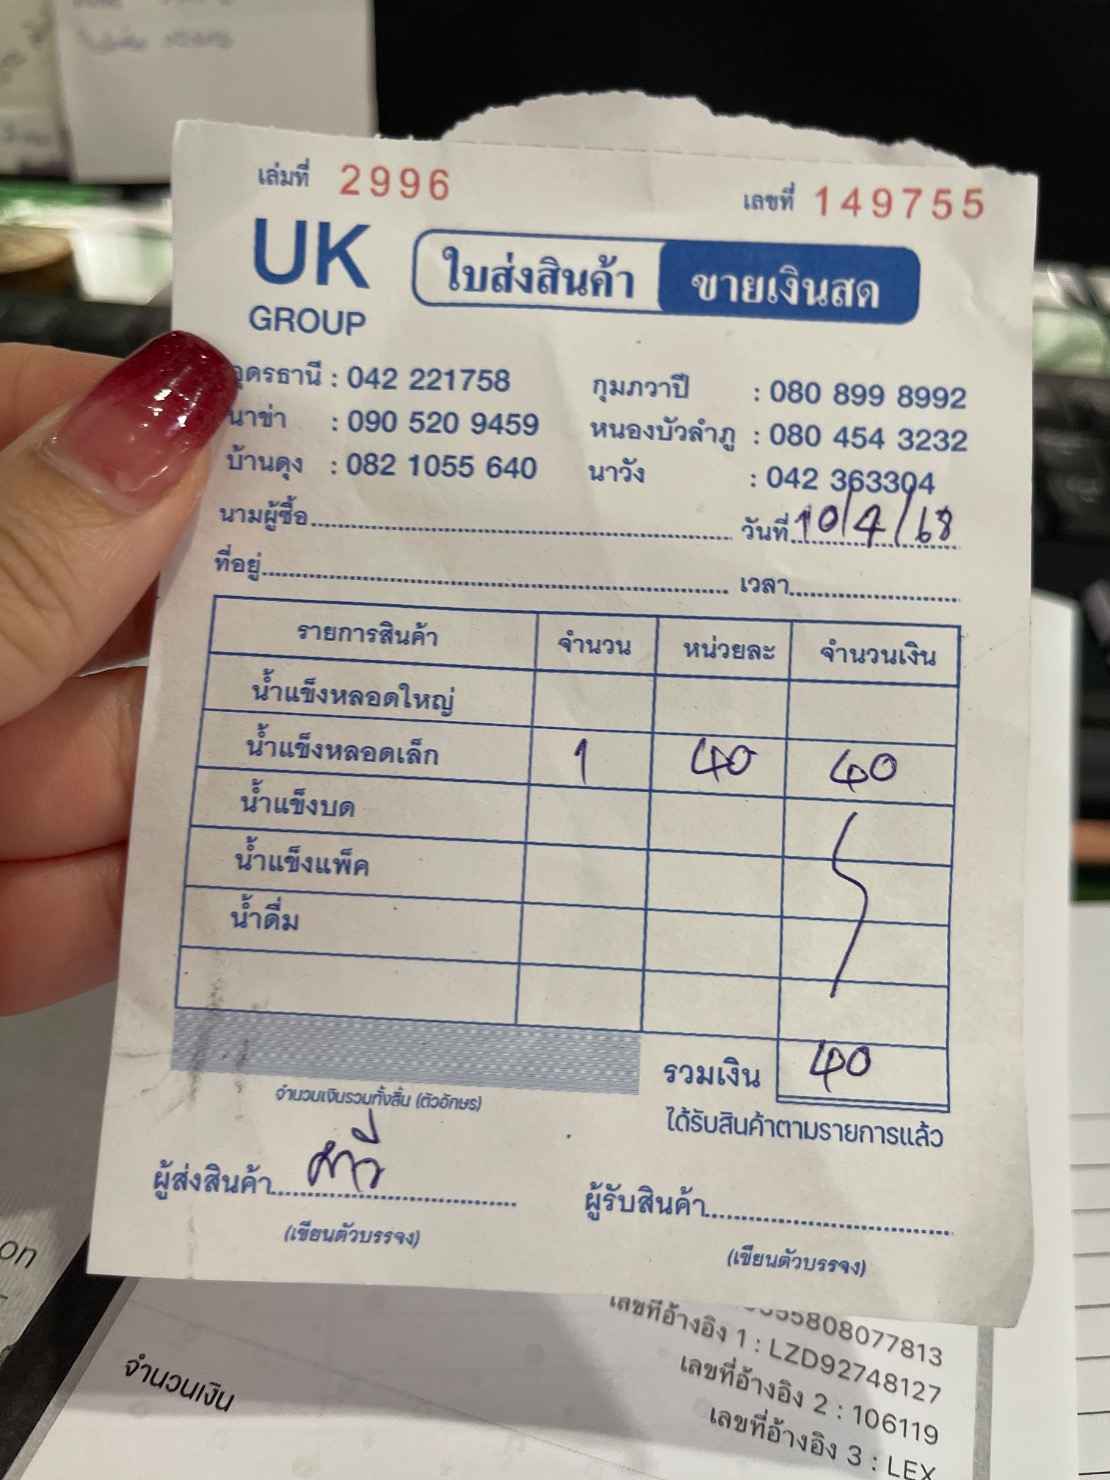 เล่มที่ 2996 เลขที่ 149755
UK GROUP
ใบส่งสินค้า ขายเงินสด
อุดรธานี : 042 221758 กุมภวาปี : 080 899 8992
นาข่า : 090 520 9459 หนองบัวลำภู : 080 454 3232
บ้านดุง : 082 1055 640 นาวัง : 042 363304
นามผู้ซื้อ วันที่ 10/4/68
ที่อยู่ เวลา
รายการสินค้า จำนวน หน่วยละ จำนวนเงิน
น้ำแข็งหลอดใหญ่
น้ำแข็งหลอดเล็ก 1 40 40
น้ำแข็งบด
น้ำแข็งแพ็ค
น้ำดื่ม
รวมเงิน 40
จำนวนเงินรวมทั้งสิ้น (ตัวอักษร)
ได้รับสินค้าตามรายการแล้ว
ผู้ส่งสินค้า ผู้รับสินค้า
(เขียนตัวบรรจง) (เขียนตัวบรรจง)
5808077813
เลขที่อ้างอิง 1 : LZD92748127
เลขที่อ้างอิง 2 : 106119
เลขที่อ้างอิง 3 : LEX
จำนวนเงิน
on